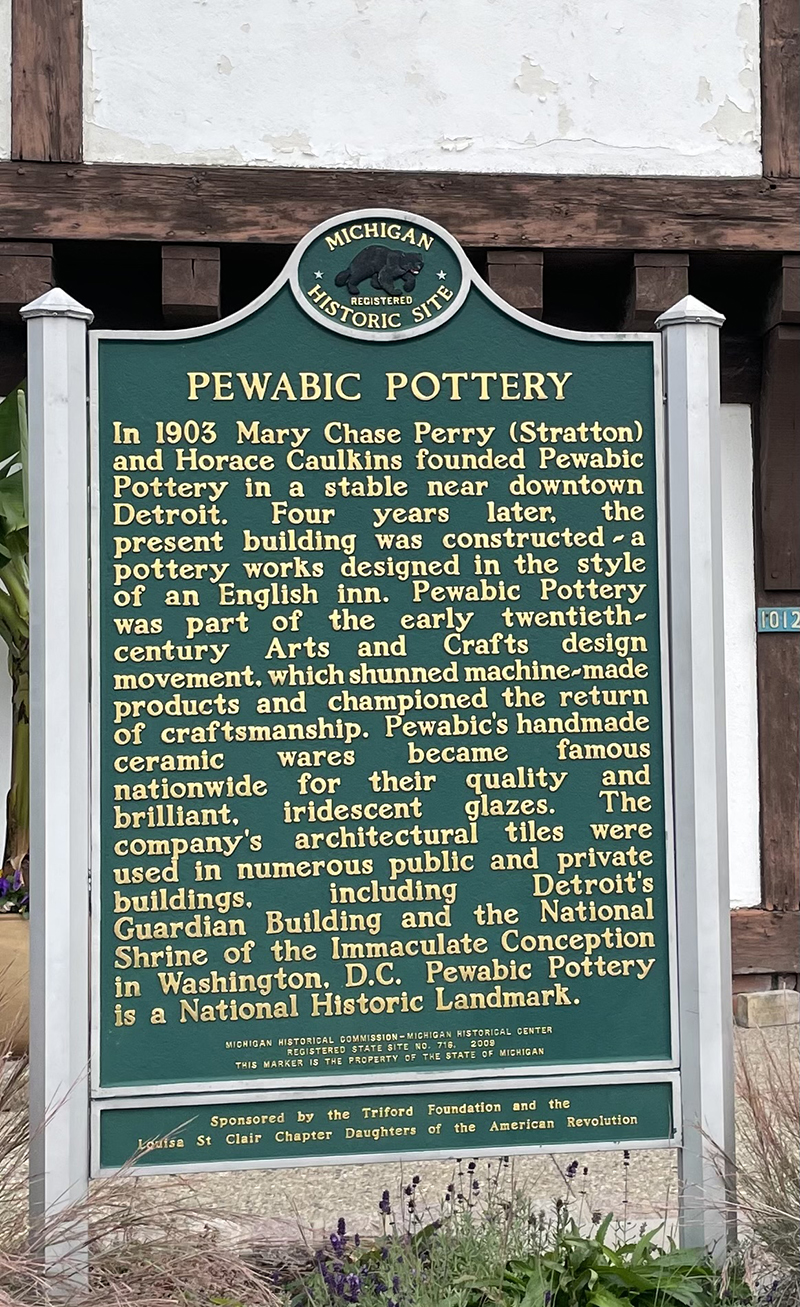 MICHIGAN
REGISTERED
HISTORIC SITE
PEWABIC POTTERY
In 1903 Mary Chase Perry (Stratton)
and Horace Caulkins founded Pewabic
Pottery in a stable near downtown
Detroit. Four years later, the
present building was constructed - a
pottery works designed in the style
of an English inn. Pewabic Pottery
was part of the early twentieth-
century Arts and Crafts design
movement, which shunned machine-made
products and championed the return
of craftsmanship. Pewabic's handmade
ceramic wares became famous
nationwide for their quality and
brilliant, iridescent glazes. The
company's architectural tiles were
used in numerous public and private
buildings, including Detroit's
Guardian Building and the National
Shrine of the Immaculate Conception
in Washington, D.C. Pewabic Pottery
is a National Historic Landmark.
MICHIGAN HISTORICAL COMMISSION-MICHIGAN HISTORICAL CENTER
REGISTERED STATE SITE NO. 716, 2009
THIS MARKER IS THE PROPERTY OF THE STATE OF MICHIGAN
Sponsored by the Triford Foundation and the
Louisa St Clair Chapter Daughters of the American Revolution
1012